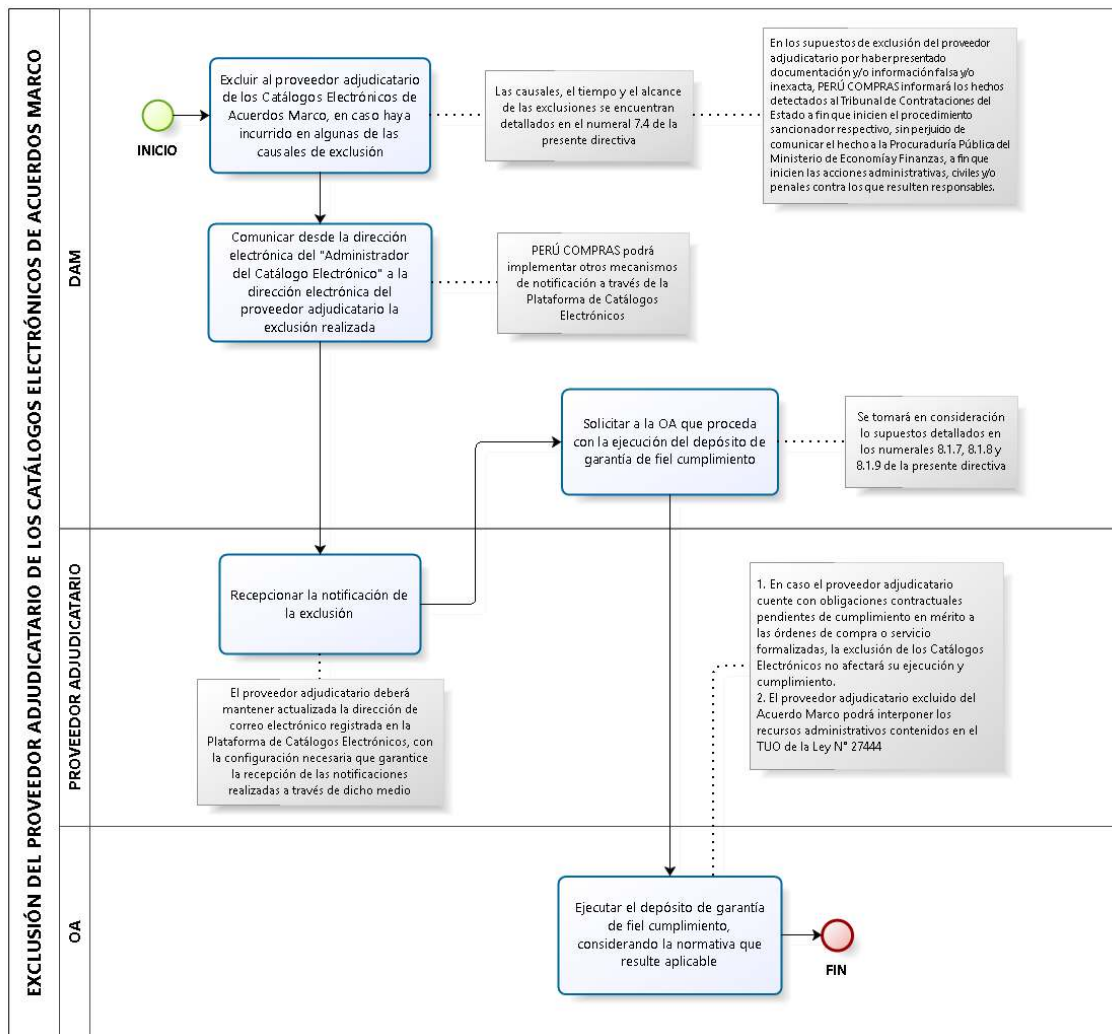 EXCLUSIÓN DEL PROVEEDOR ADJUDICATARIO DE LOS CATÁLOGOS ELECTRÓNICOS DE ACUERDOS MARCO
DAM
INICIO
Excluir al proveedor adjudicatario
de los Catálogos Electrónicos de
Acuerdos Marco, en caso haya
incurrido en algunas de las
causales de exclusión
Las causales, el tiempo y el alcance
de las exclusiones se encuentran
detallados en el numeral 7.4 de la
presente directiva
En los supuestos de exclusión del proveedor
adjudicatario por haber presentado
documentación y/o información falsa y/o
inexacta, PERÚ COMPRAS informará los hechos
detectados al Tribunal de Contrataciones del
Estado a fin que inicien el procedimiento
sancionador respectivo, sin perjuicio de
comunicar el hecho a la Procuraduría Pública del
Ministerio de Economía y Finanzas, a fin que
inicien las acciones administrativas, civiles y/o
penales contra los que resulten responsables.
Comunicar desde la dirección
electrónica del "Administrador
del Catálogo Electrónico" a la
dirección electrónica del
proveedor adjudicatario la
exclusión realizada
PERÚ COMPRAS podrá
implementar otros mecanismos
de notificación a través de la
Plataforma de Catálogos
Electrónicos
Solicitar a la OA que proceda
con la ejecución del depósito de
garantía de fiel cumplimiento
Se tomará en consideración
lo supuestos detallados en
los numerales 8.1.7, 8.1.8 y
8.1.9 de la presente directiva
PROVEEDOR ADJUDICATARIO
Recepcionar la notificación de
la exclusión
El proveedor adjudicatario deberá
mantener actualizada la dirección de
correo electrónico registrada en la
Plataforma de Catálogos Electrónicos, con
la configuración necesaria que garantice
la recepción de las notificaciones
realizadas a través de dicho medio
1. En caso el proveedor adjudicatario
cuente con obligaciones contractuales
pendientes de cumplimiento en mérito a
las órdenes de compra o servicio
formalizadas, la exclusión de los Catálogos
Electrónicos no afectará su ejecución y
cumplimiento.
2. El proveedor adjudicatario excluido del
Acuerdo Marco podrá interponer los
recursos administrativos contenidos en el
TUO de la Ley N° 27444
OA
Ejecutar el depósito de garantía
de fiel cumplimiento,
considerando la normativa que
resulte aplicable
FIN